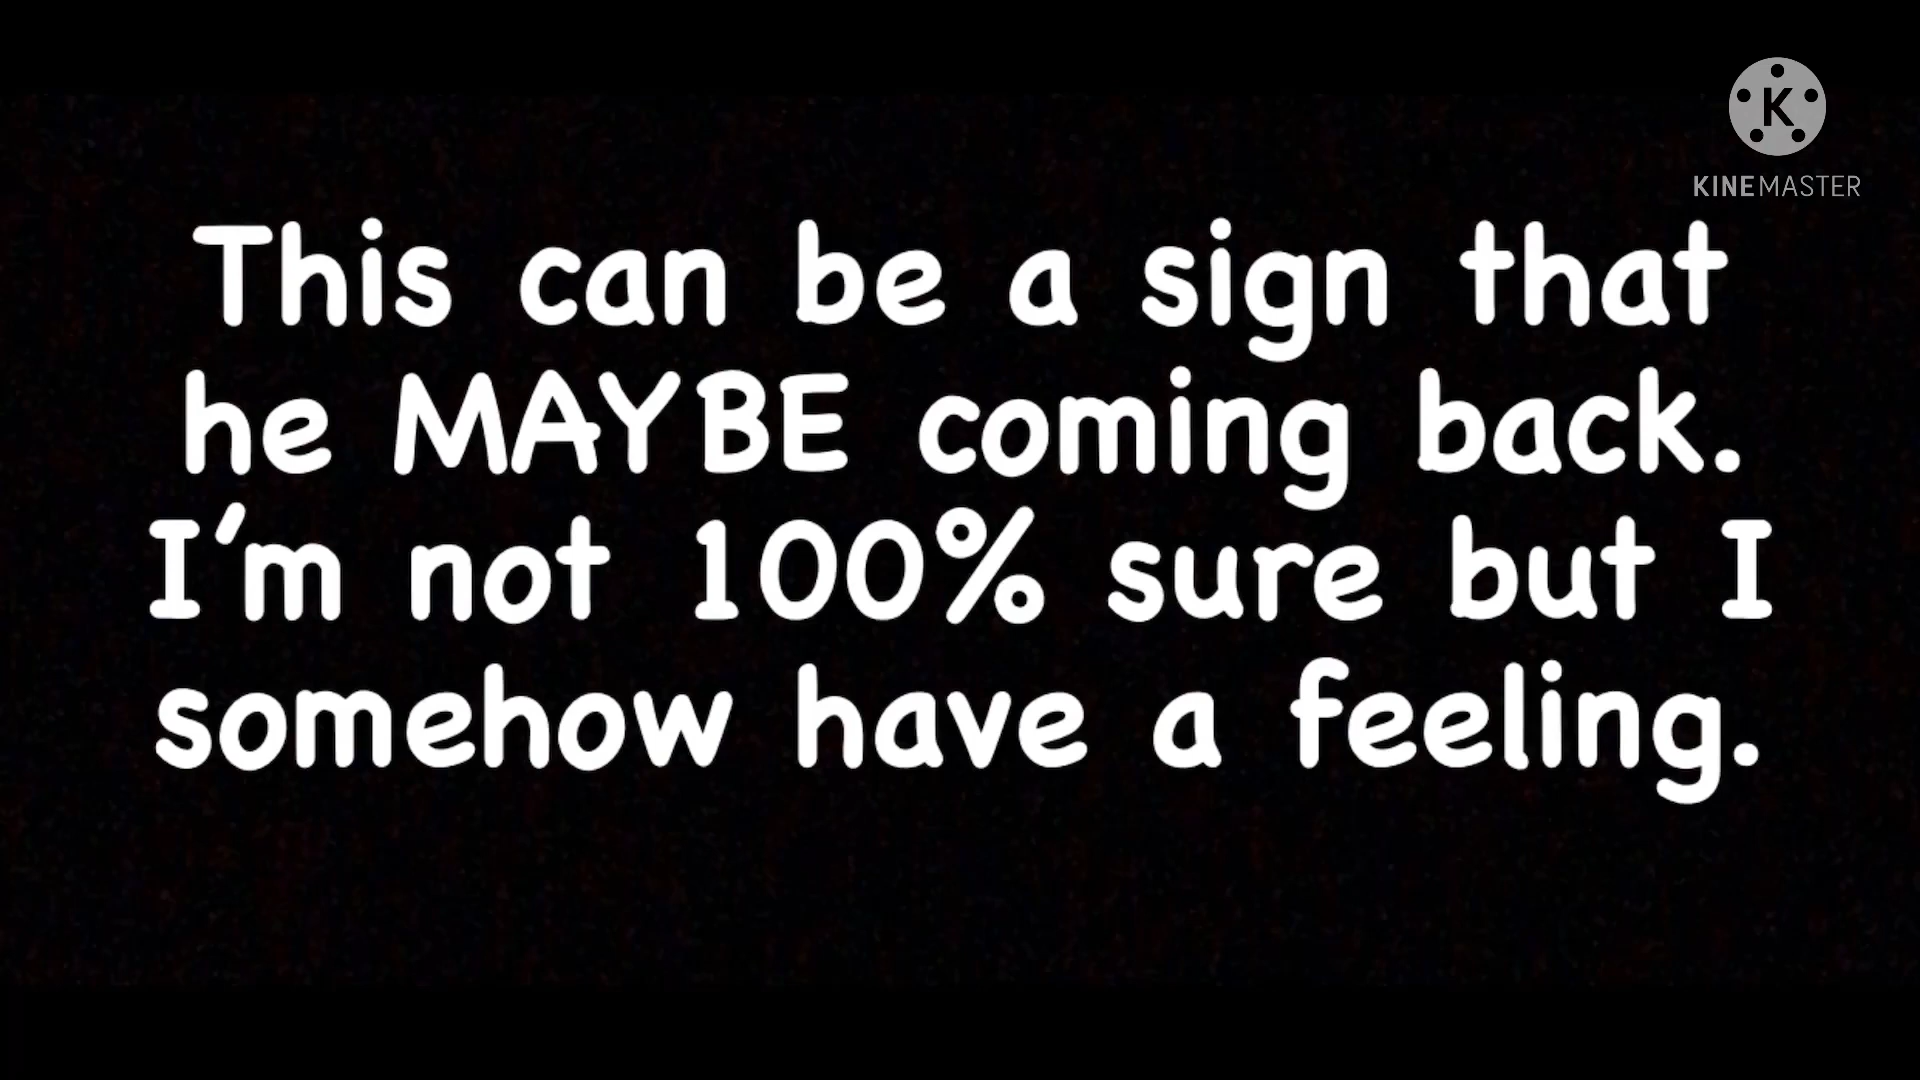 K
KINEMASTER
This can be a sign that
he MAYBE coming back.
I'm not 100% sure but I
somehow have a feeling.